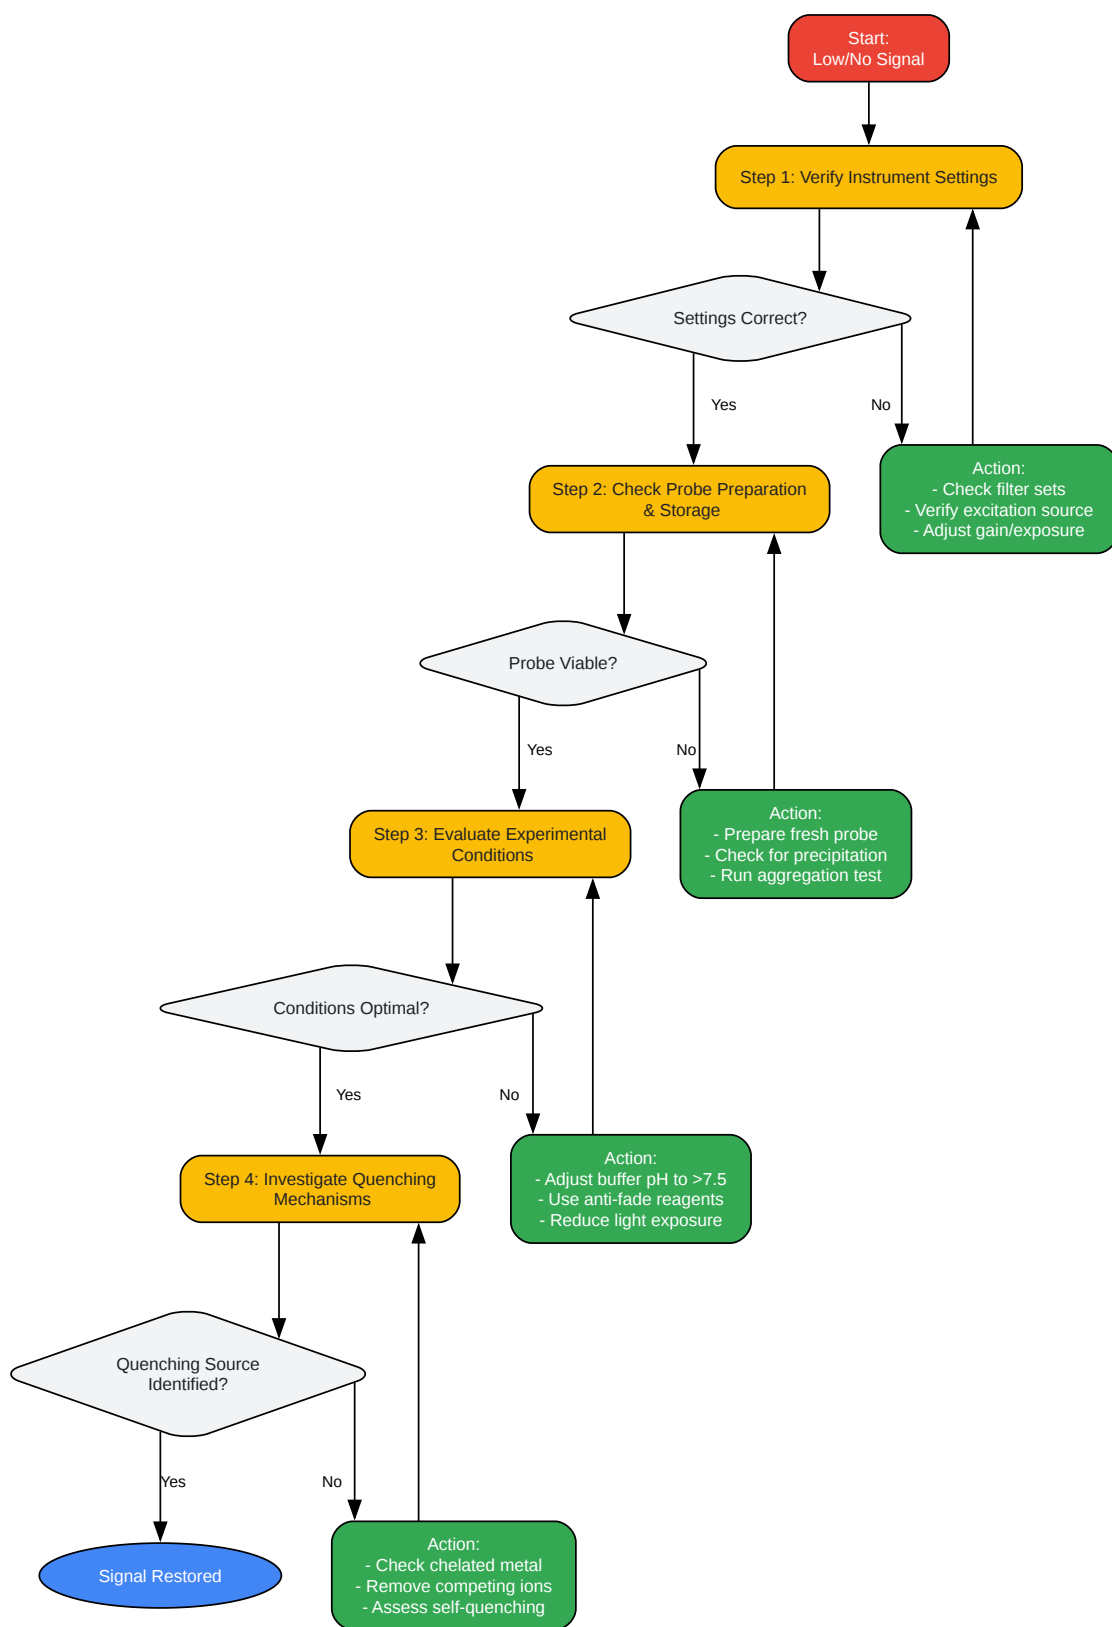 Start:
Low/No Signal
Step 1: Verify Instrument Settings
Settings Correct?
Yes
No
Action:
- Check filter sets
- Verify excitation source
- Adjust gain/exposure
Step 2: Check Probe Preparation
& Storage
Probe Viable?
Yes
No
Action:
- Prepare fresh probe
- Check for precipitation
- Run aggregation test
Step 3: Evaluate Experimental
Conditions
Conditions Optimal?
Yes
No
Action:
- Adjust buffer pH to >7.5
- Use anti-fade reagents
- Reduce light exposure
Step 4: Investigate Quenching
Mechanisms
Quenching Source
Identified?
Yes
No
Signal Restored
Action:
- Check chelated metal
- Remove competing ions
- Assess self-quenching